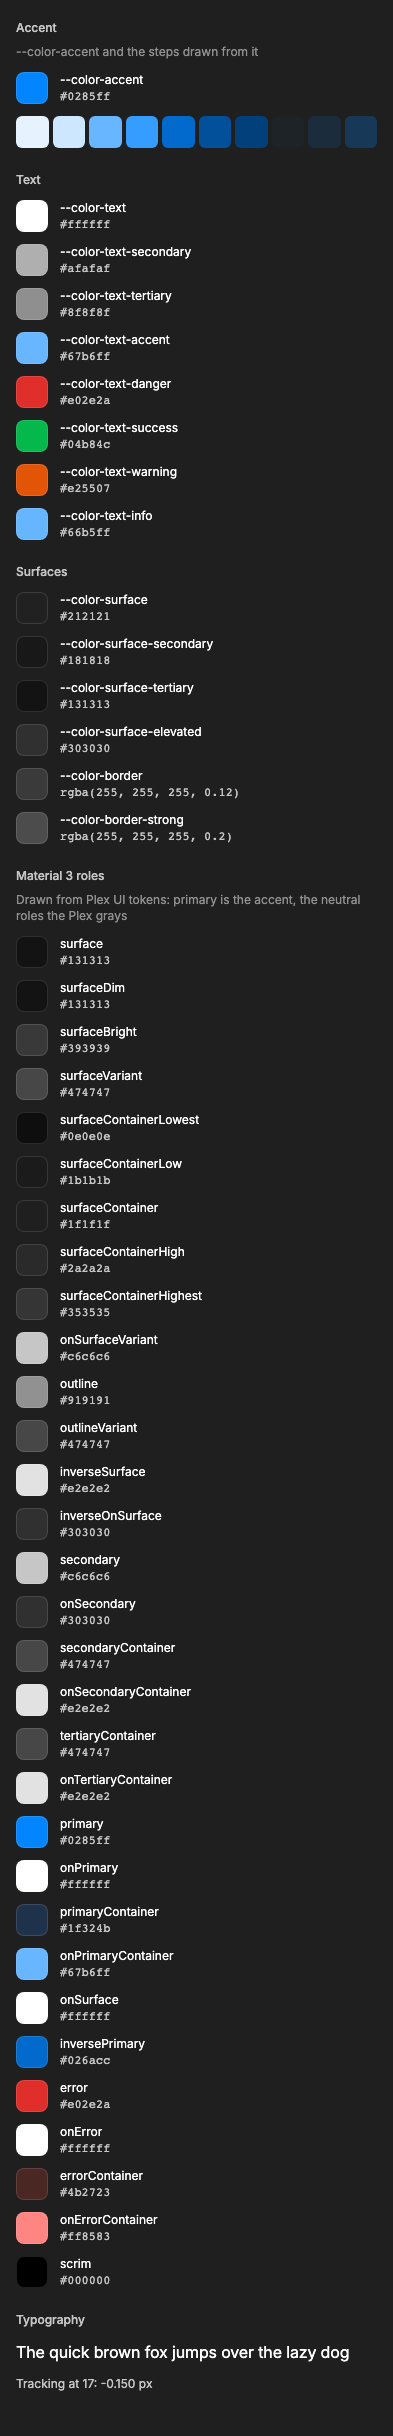 Accent
--color-accent and the steps drawn from it
--color-accent
#0285ff
Text
--color-text
#ffffff
--color-text-secondary
#afafaf
--color-text-tertiary
#8f8f8f
--color-text-accent
#67b6ff
--color-text-danger
#e02e2a
--color-text-success
#04b84c
--color-text-warning
#e25507
--color-text-info
#66b5ff
Surfaces
--color-surface
#212121
--color-surface-secondary
#181818
--color-surface-tertiary
#131313
--color-surface-elevated
#303030
--color-border
rgba(255, 255, 255, 0.12)
--color-border-strong
rgba(255, 255, 255, 0.2)
Material 3 roles
Drawn from Plex UI tokens: primary is the accent, the neutral
roles the Plex grays
surface
#131313
surfaceDim
#131313
surfaceBright
#393939
surfaceVariant
#474747
surfaceContainerLowest
#0e0e0e
surfaceContainerLow
#1b1b1b
surfaceContainer
#1f1f1f
surfaceContainerHigh
#2a2a2a
surfaceContainerHighest
#353535
onSurfaceVariant
#c6c6c6
outline
#919191
outlineVariant
#474747
inverseSurface
#e2e2e2
inverseOnSurface
#303030
secondary
#c6c6c6
onSecondary
#303030
secondaryContainer
#474747
onSecondaryContainer
#e2e2e2
tertiaryContainer
#474747
onTertiaryContainer
#e2e2e2
primary
#0285ff
onPrimary
#ffffff
primaryContainer
#1f324b
onPrimaryContainer
#67b6ff
onSurface
#ffffff
inversePrimary
#026acc
error
#e02e2a
onError
#ffffff
errorContainer
#4b2723
onErrorContainer
#ff8583
scrim
#000000
Typography
The quick brown fox jumps over the lazy dog
Tracking at 17: -0.150 px